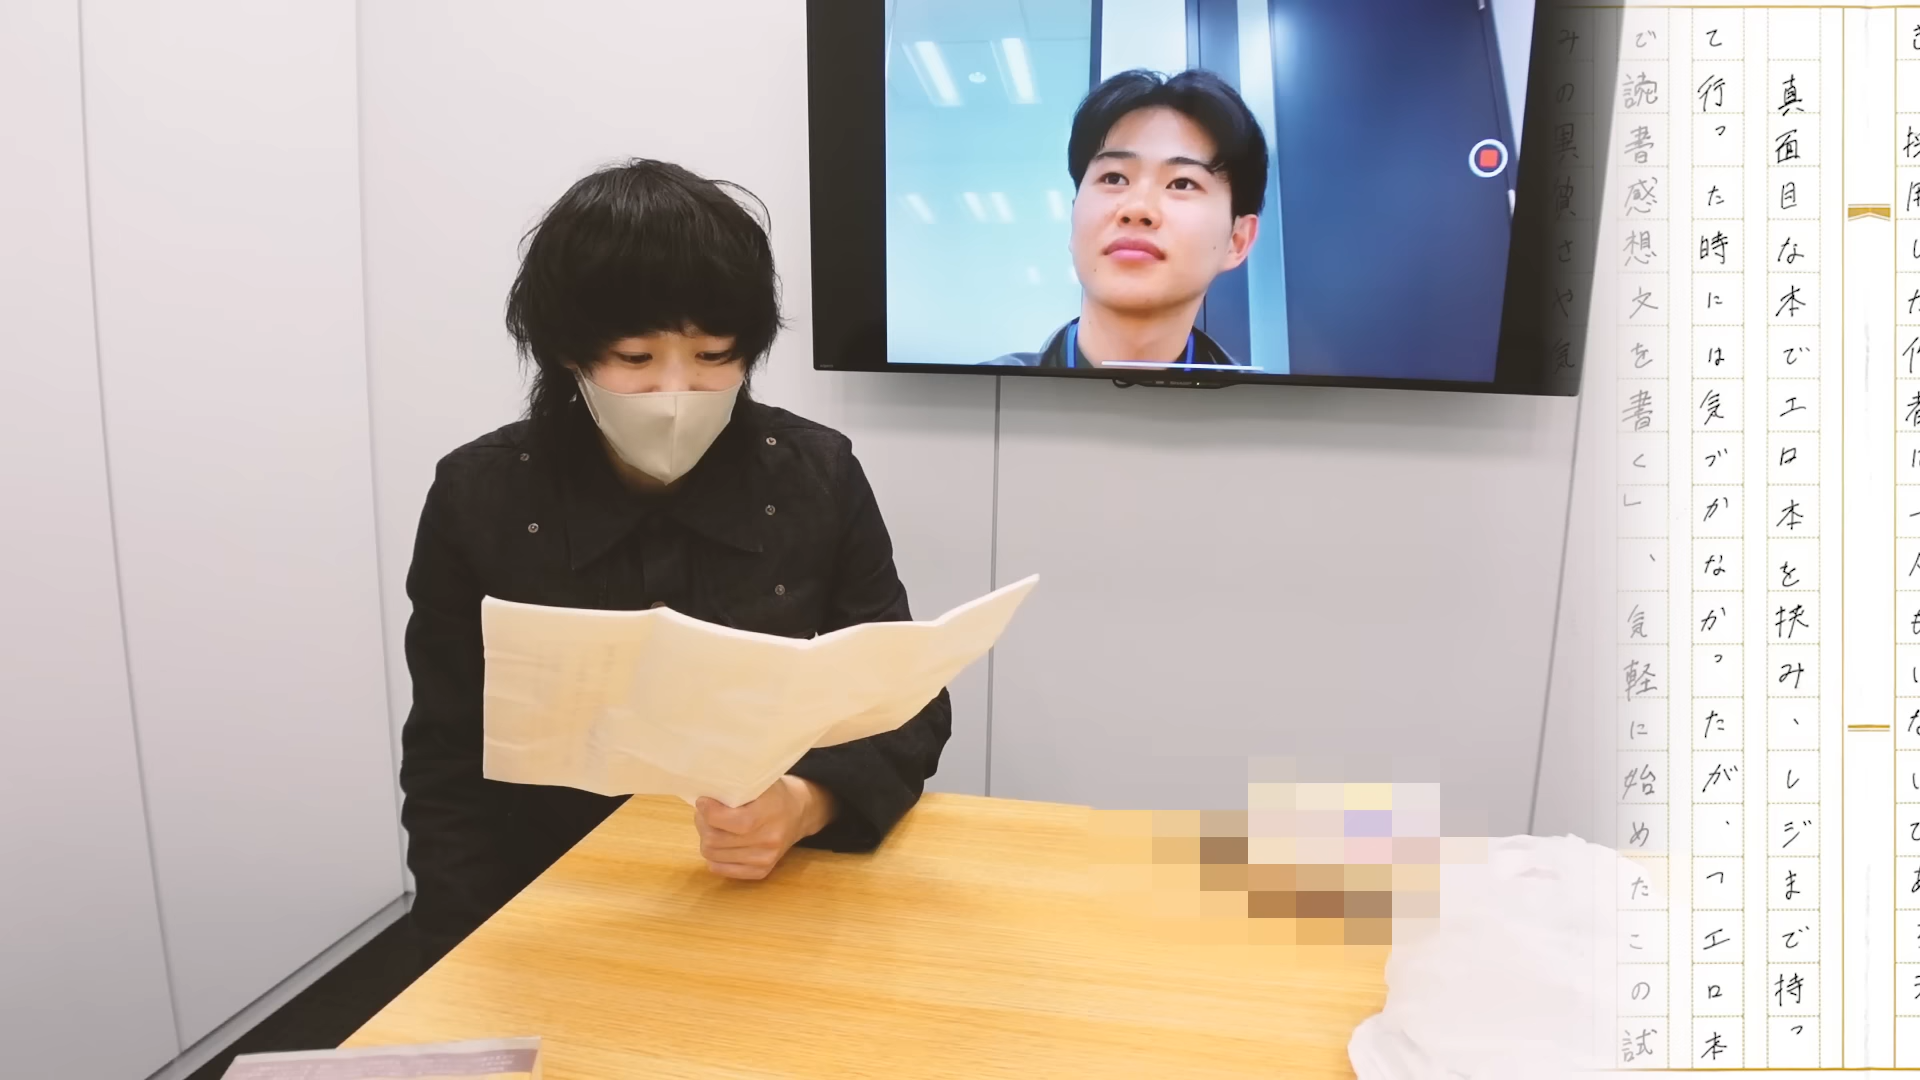 真面目な本でエロ本を挟み、レジまで持っ
て行った時には気づかなかったが、「エロ本
で読書感想文を書く」、気軽に始めたこの試
みの異質さや気